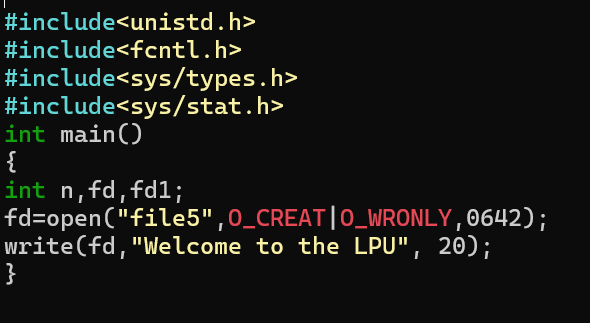 #include<unistd.h>
#include<fcntl.h>
#include<sys/types.h>
#include<sys/stat.h>
int main()
{
int n,fd,fd1;
fd=open("file5",O_CREAT|O_WRONLY,0642);
write(fd,"Welcome to the LPU", 20);
}